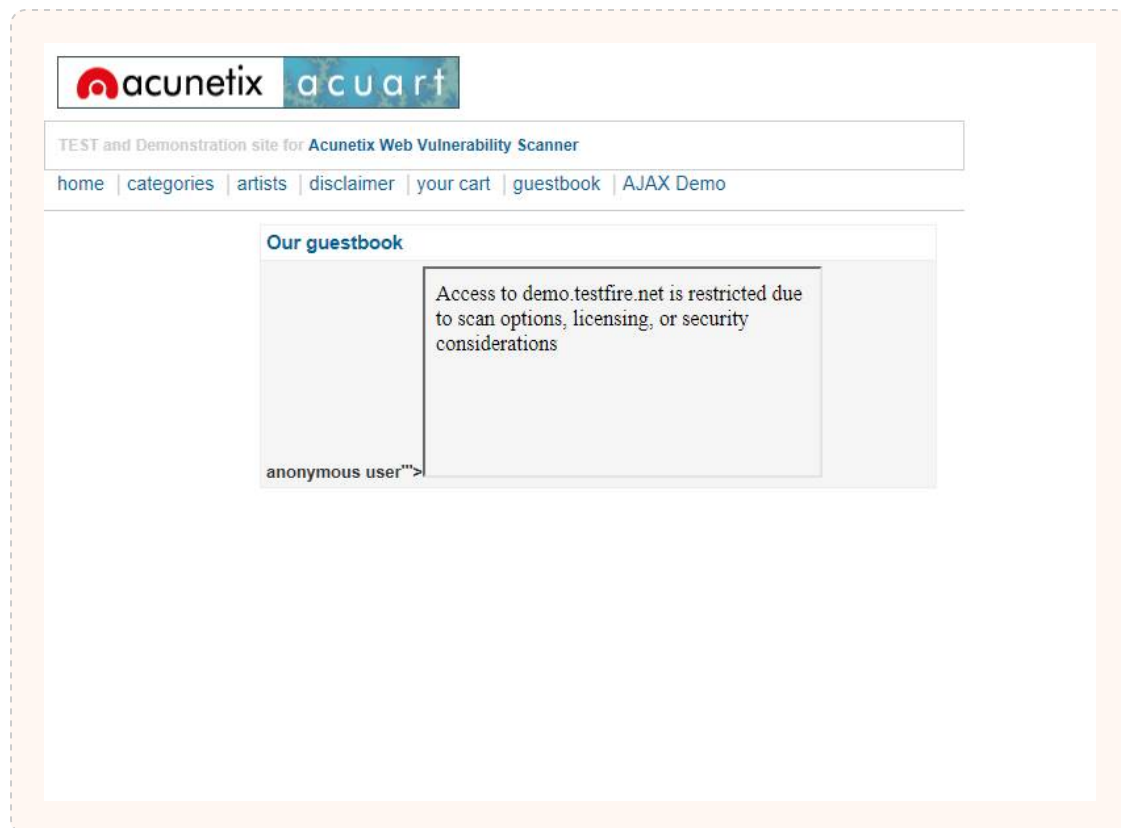 acunetix acuart
TEST and Demonstration site for Acunetix Web Vulnerability Scanner
home | categories | artists | disclaimer | your cart | guestbook | AJAX Demo
Our guestbook
Access to demo.testfire.net is restricted due
to scan options, licensing, or security
considerations
anonymous user'"">